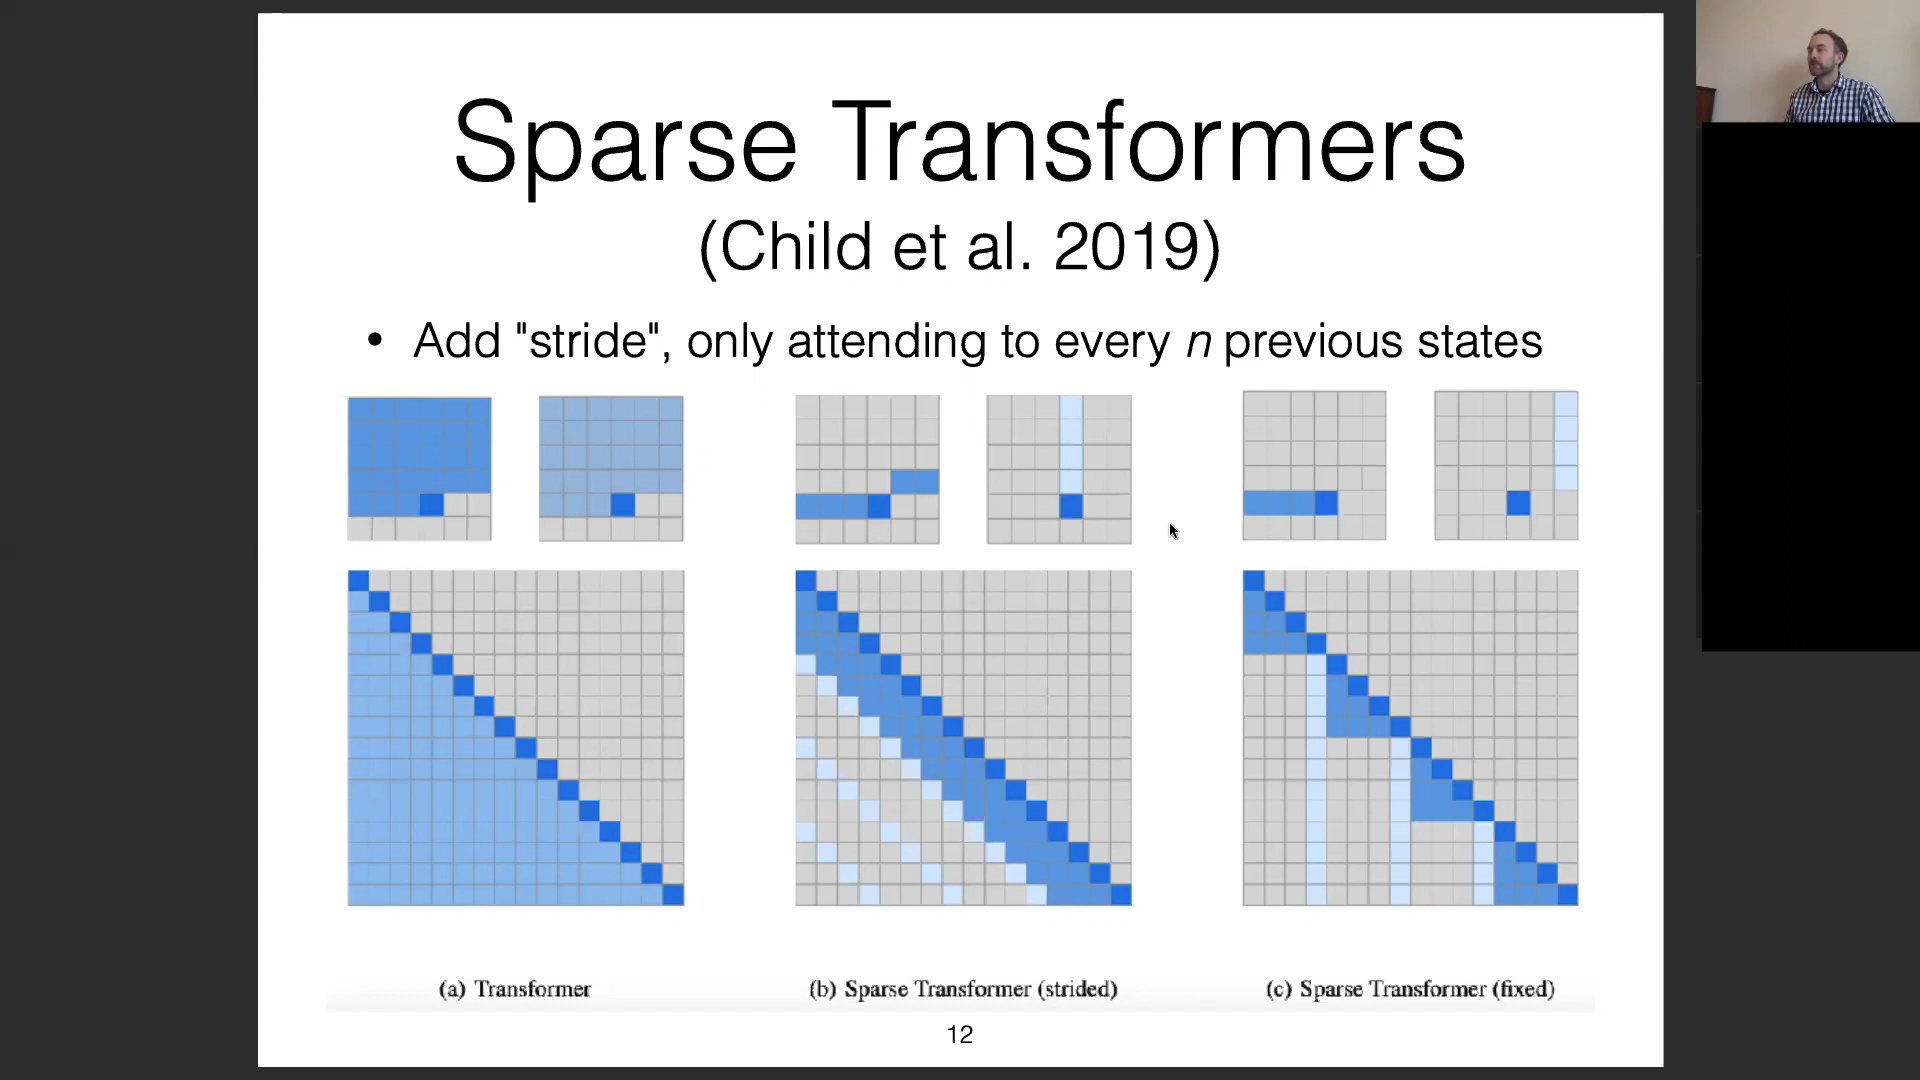 Sparse Transformers
(Child et al. 2019)
• Add "stride", only attending to every n previous states
(a) Transformer
(b) Sparse Transformer (strided)
(c) Sparse Transformer (fixed)
12